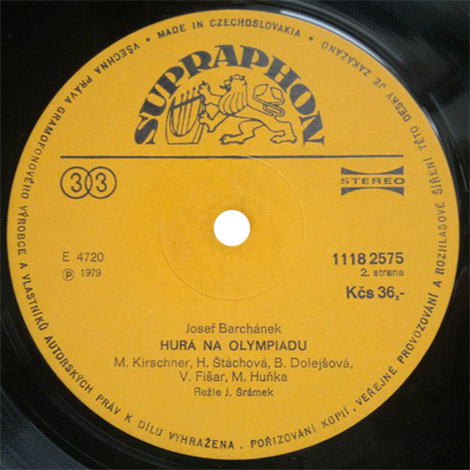 MADE IN CZECHOSLOVAKIA • VŠECHNA PRÁVA GRAMOFONOVÉHO VÝROBCE A VLASTNÍKŮ AUTORSKÝCH PRÁV K DÍLU VYHRAŽENA. POŘIZOVÁNÍ KOPIÍ, VEŘEJNÉ PROVOZOVÁNÍ A ROZHLASOVÉ ŠÍŘENÍ TÉTO DESKY JE ZAKÁZÁNO •
SUPRAPHON
33
STEREO
E 4720
℗ 1979
1118 2575
2. strana
Kčs 36,-
Josef Barchánek
HURÁ NA OLYMPIADU
M. Kirschner, H. Štáchová, B. Dolejšová,
V. Fišar, M. Huňka
Režie J. Šrámek